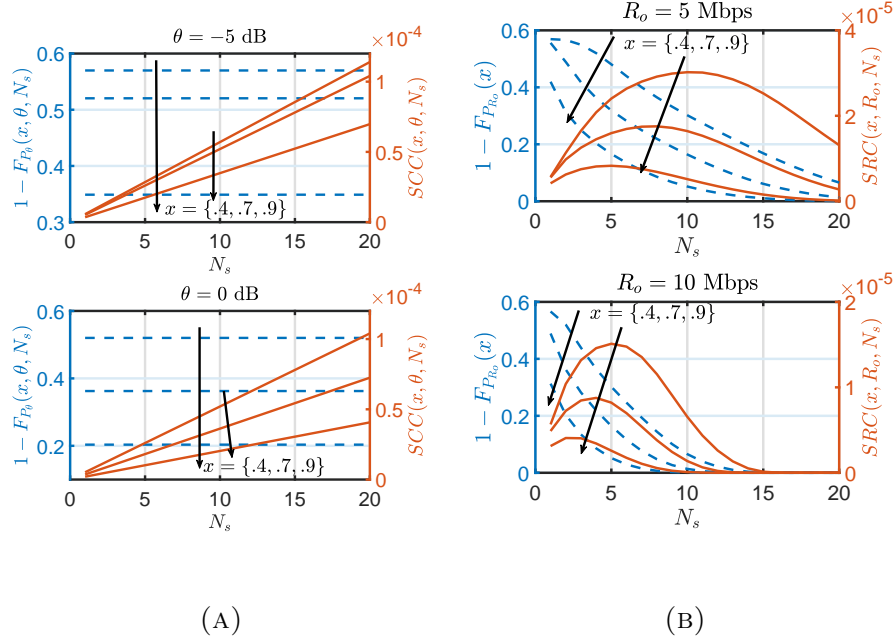 θ = −5 dB
×10⁻⁴
0.6
0.5
0.4
0.3
1 − F_{P_θ}(x, θ, N_s)
x = {.4, .7, .9}
1
0.5
0
SCC(x, θ, N_s)
0 5 10 15 20
N_s
R_o = 5 Mbps
×10⁻⁵
0.6
0.4
0.2
0
1 − F_{P_{R_o}}(x)
x = {.4, .7, .9}
4
2
0
SRC(x, R_o, N_s)
0 5 10 15 20
N_s
θ = 0 dB
×10⁻⁴
0.6
0.4
0.2
1 − F_{P_θ}(x, θ, N_s)
x = {.4, .7, .9}
1
0.5
0
SCC(x, θ, N_s)
0 5 10 15 20
N_s
R_o = 10 Mbps
×10⁻⁵
0.6
0.4
0.2
0
1 − F_{P_{Ro}}(x)
x = {.4, .7, .9}
2
1
0
SRC(x, R_o, N_s)
0 5 10 15 20
N_s
(A)
(B)